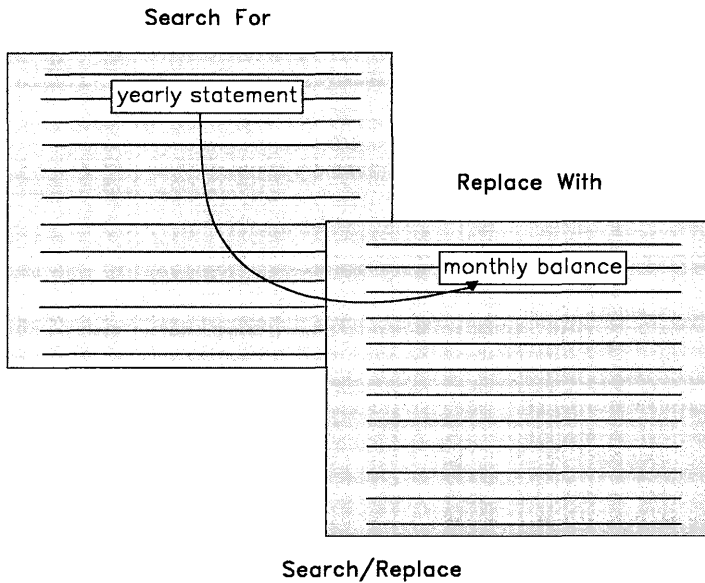 Search For
yearly statement
Replace With
monthly balance
Search/Replace